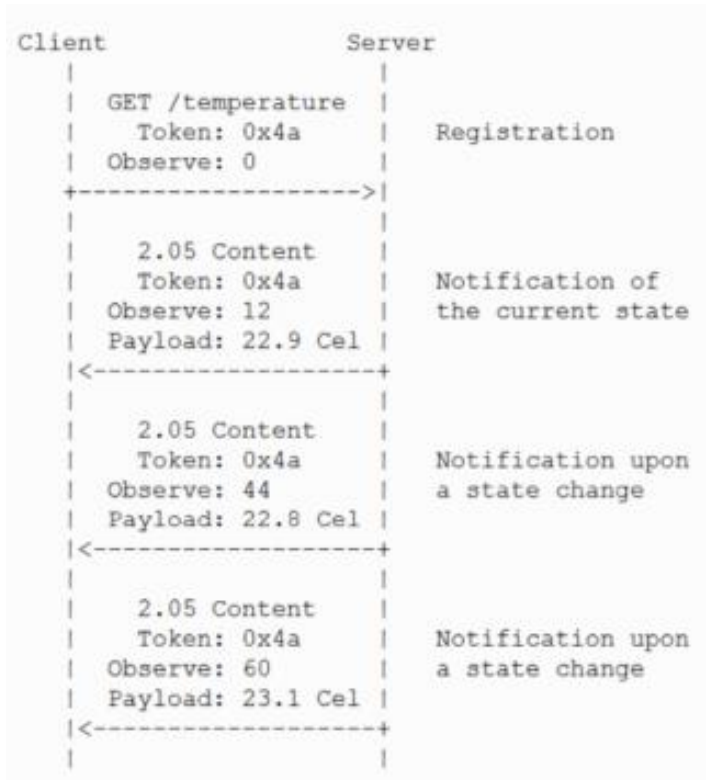 Client Server
GET /temperature
Token: 0x4a Registration
Observe: 0
2.05 Content
Token: 0x4a Notification of
Observe: 12 the current state
Payload: 22.9 Cel
2.05 Content
Token: 0x4a Notification upon
Observe: 44 a state change
Payload: 22.8 Cel
2.05 Content
Token: 0x4a Notification upon
Observe: 60 a state change
Payload: 23.1 Cel